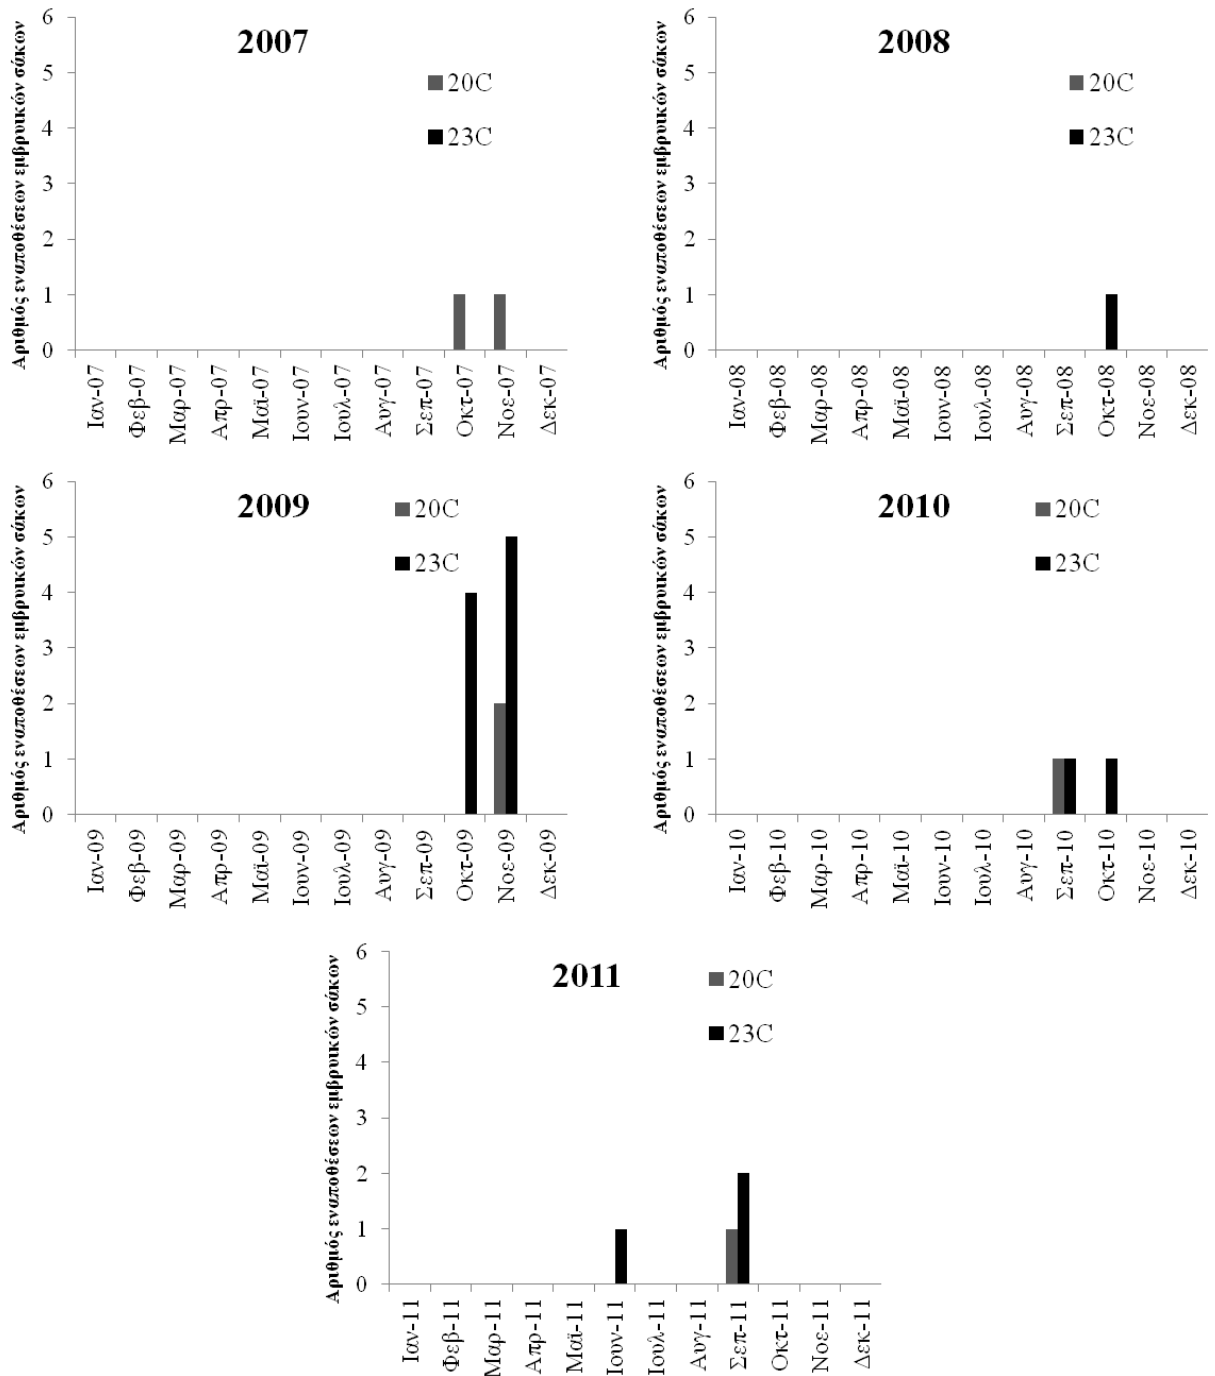 2007
20C
23C
Αριθμός εναποθέσεων εμβρυικών σάκων
6
5
4
3
2
1
0
Ιαν-07
Φεβ-07
Μαρ-07
Απρ-07
Μαϊ-07
Ιουν-07
Ιουλ-07
Αυγ-07
Σεπ-07
Οκτ-07
Νοε-07
Δεκ-07
2008
20C
23C
Αριθμός εναποθέσεων εμβρυικών σάκων
6
5
4
3
2
1
0
Ιαν-08
Φεβ-08
Μαρ-08
Απρ-08
Μαϊ-08
Ιουν-08
Ιουλ-08
Αυγ-08
Σεπ-08
Οκτ-08
Νοε-08
Δεκ-08
2009
20C
23C
Αριθμός εναποθέσεων εμβρυικών σάκων
6
5
4
3
2
1
0
Ιαν-09
Φεβ-09
Μαρ-09
Απρ-09
Μαϊ-09
Ιουν-09
Ιουλ-09
Αυγ-09
Σεπ-09
Οκτ-09
Νοε-09
Δεκ-09
2010
20C
23C
Αριθμός εναποθέσεων εμβρυικών σάκων
6
5
4
3
2
1
0
Ιαν-10
Φεβ-10
Μαρ-10
Απρ-10
Μαϊ-10
Ιουν-10
Ιουλ-10
Αυγ-10
Σεπ-10
Οκτ-10
Νοε-10
Δεκ-10
2011
20C
23C
Αριθμός εναποθέσεων εμβρυικών σάκων
6
5
4
3
2
1
0
Ιαν-11
Φεβ-11
Μαρ-11
Απρ-11
Μαϊ-11
Ιουν-11
Ιουλ-11
Αυγ-11
Σεπ-11
Οκτ-11
Νοε-11
Δεκ-11